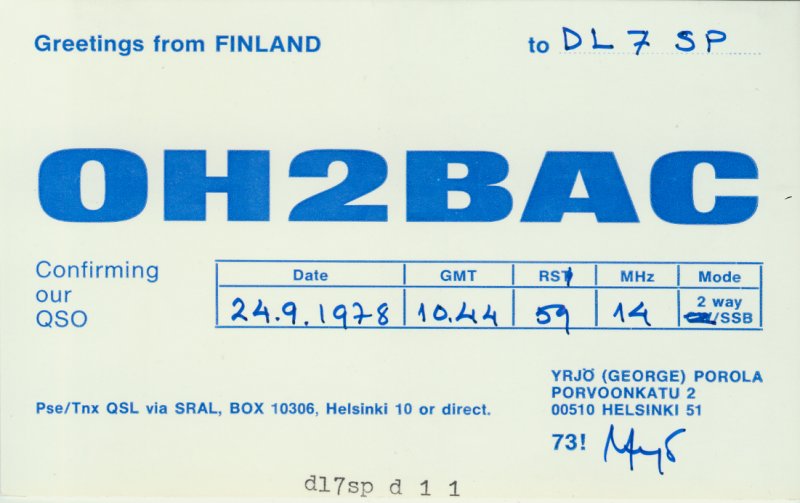 Greetings from FINLAND
to DL7SP
OH2BAC
Confirming
our
QSO
Date GMT RST MHz Mode
24.9.1978 10.44 59 14 2 way
/SSB
YRJÖ (GEORGE) POROLA
PORVOONKATU 2
Pse/Tnx QSL via SRAL, BOX 10306, Helsinki 10 or direct.
00510 HELSINKI 51
73!
dl7sp d 1 1